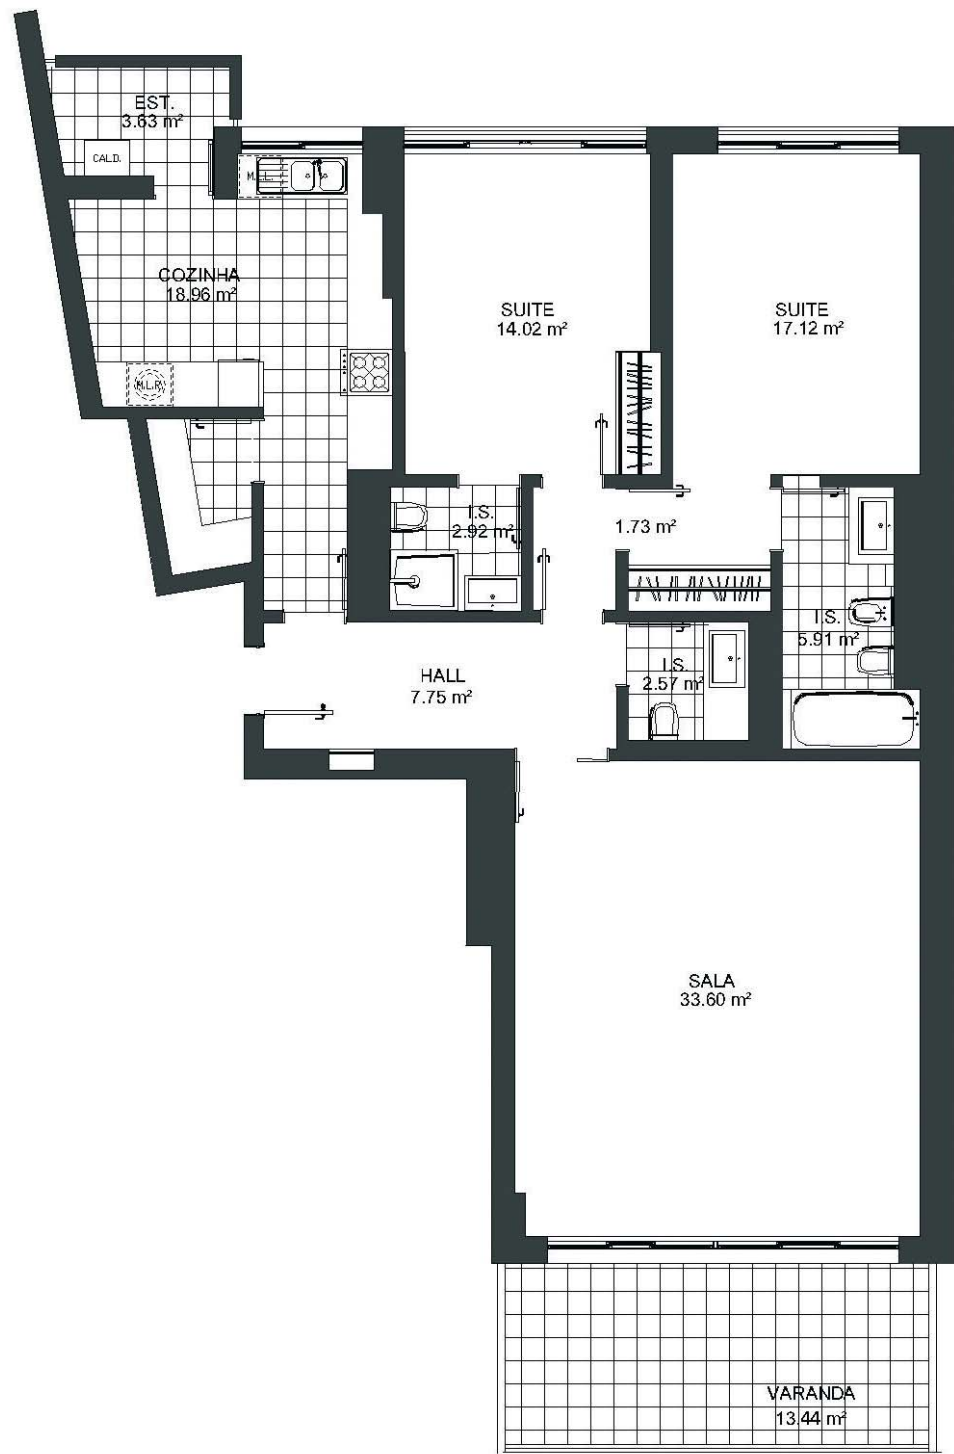 EST.
3.63 m²
CALD.
M.L.L.
COZINHA
18.96 m²
SUITE
14.02 m²
SUITE
17.12 m²
M.L.R.
I.S.
2.92 m²
1.73 m²
I.S.
5.91 m²
HALL
7.75 m²
I.S.
2.57 m²
SALA
33.60 m²
VARANDA
13.44 m²